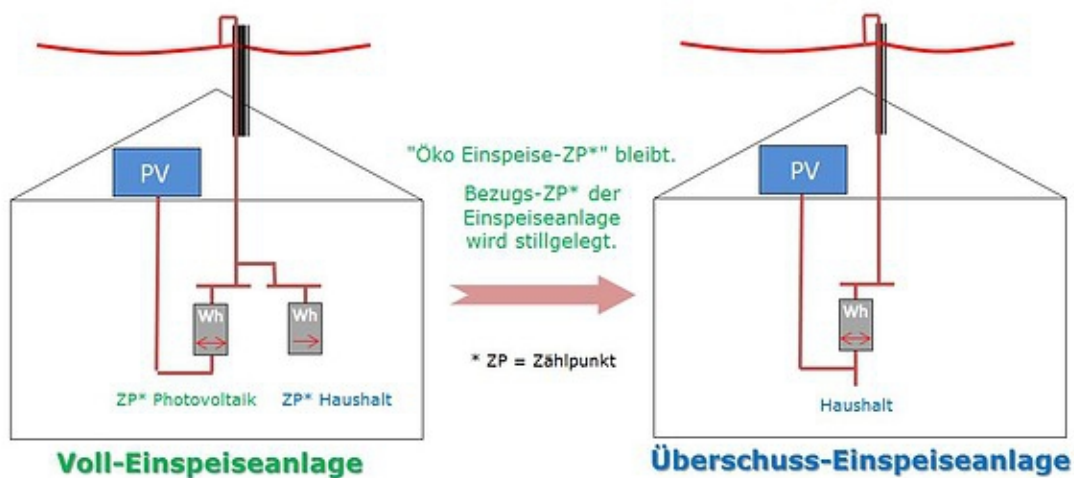 PV
Wh
Wh
ZP* Photovoltaik
ZP* Haushalt
Voll-Einspeiseanlage
"Öko Einspeise-ZP*" bleibt.
Bezugs-ZP* der
Einspeiseanlage
wird stillgelegt.
* ZP = Zählpunkt
PV
Wh
Haushalt
Überschuss-Einspeiseanlage